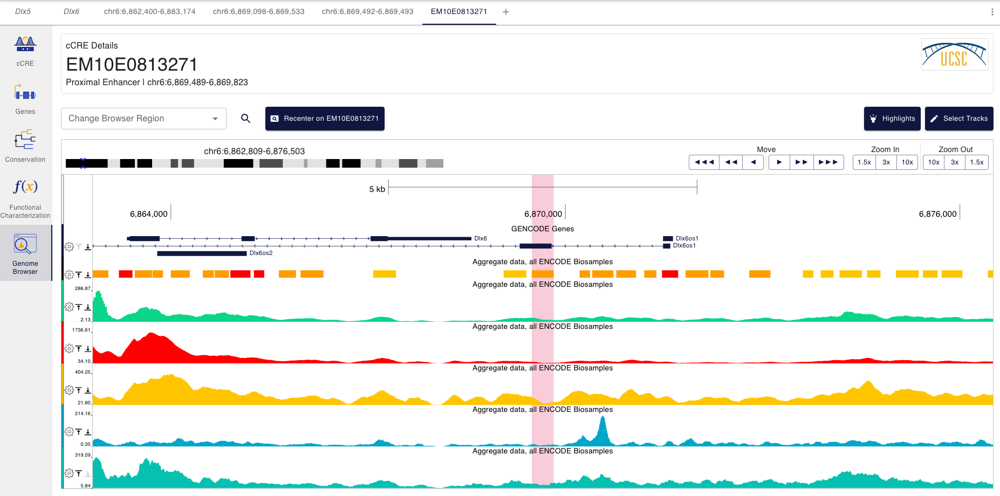 Dlx5 Dlx6 chr6:6,862,400-6,883,174 chr6:6,869,098-6,869,533 chr6:6,869,492-6,869,493 EM10E0813271 +
cCRE Details
EM10E0813271
Proximal Enhancer | chr6:6,869,489-6,869,823
UCSC
cCRE
Genes
Conservation
f(x)
Functional
Characterization
Genome
Browser
Change Browser Region
Recenter on EM10E0813271
Highlights
Select Tracks
chr6:6,862,809-6,876,503
Move
Zoom In
Zoom Out
1.5x 3x 10x
10x 3x 1.5x
5 kb
6,864,000 6,870,000 6,876,000
GENCODE Genes
Dlx6 Dlx6os1
Dlx6os1
Dlx6os2
Aggregate data, all ENCODE Biosamples
Aggregate data, all ENCODE Biosamples
286.87
2.13
Aggregate data, all ENCODE Biosamples
1736.61
34.10
Aggregate data, all ENCODE Biosamples
404.25
21.80
Aggregate data, all ENCODE Biosamples
214.16
0.35
Aggregate data, all ENCODE Biosamples
319.09
5.84